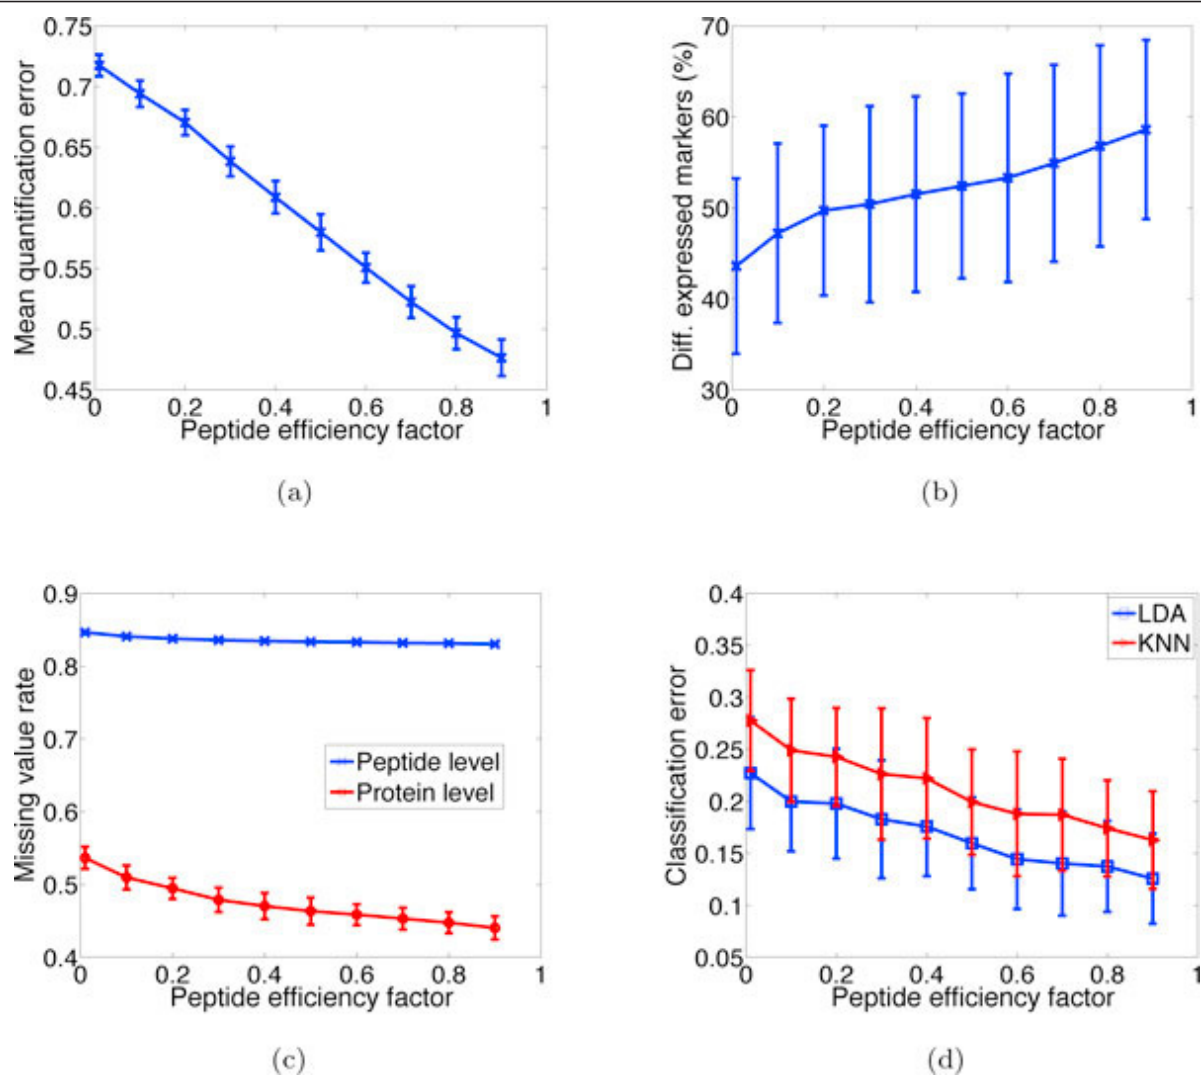 0.75
0.7
0.65
0.6
0.55
0.5
0.45
Mean quantification error
0 0.2 0.4 0.6 0.8 1
Peptide efficiency factor
(a)
70
60
50
40
30
Diff. expressed markers (%)
0 0.2 0.4 0.6 0.8 1
Peptide efficiency factor
(b)
0.9
0.8
0.7
0.6
0.5
0.4
Missing value rate
Peptide level
Protein level
0 0.2 0.4 0.6 0.8 1
Peptide efficiency factor
(c)
0.4
0.35
0.3
0.25
0.2
0.15
0.1
0.05
Classification error
LDA
KNN
0 0.2 0.4 0.6 0.8 1
Peptide efficiency factor
(d)